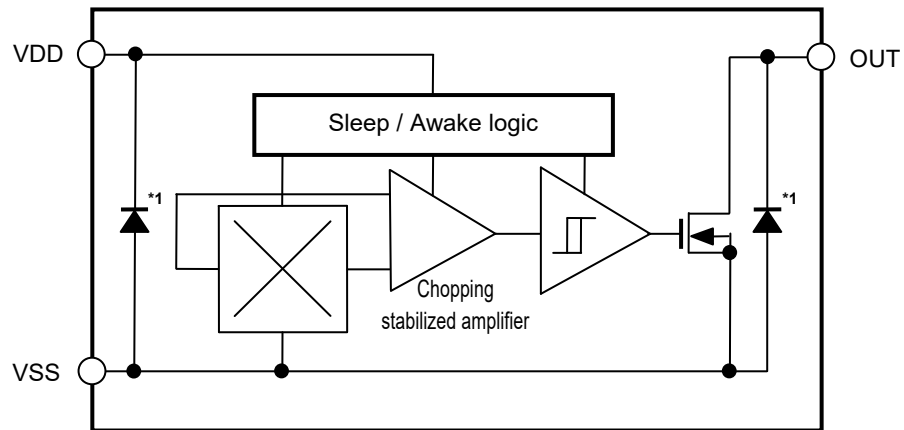 VDD
OUT
Sleep / Awake logic
*1
*1
Chopping
stabilized amplifier
VSS